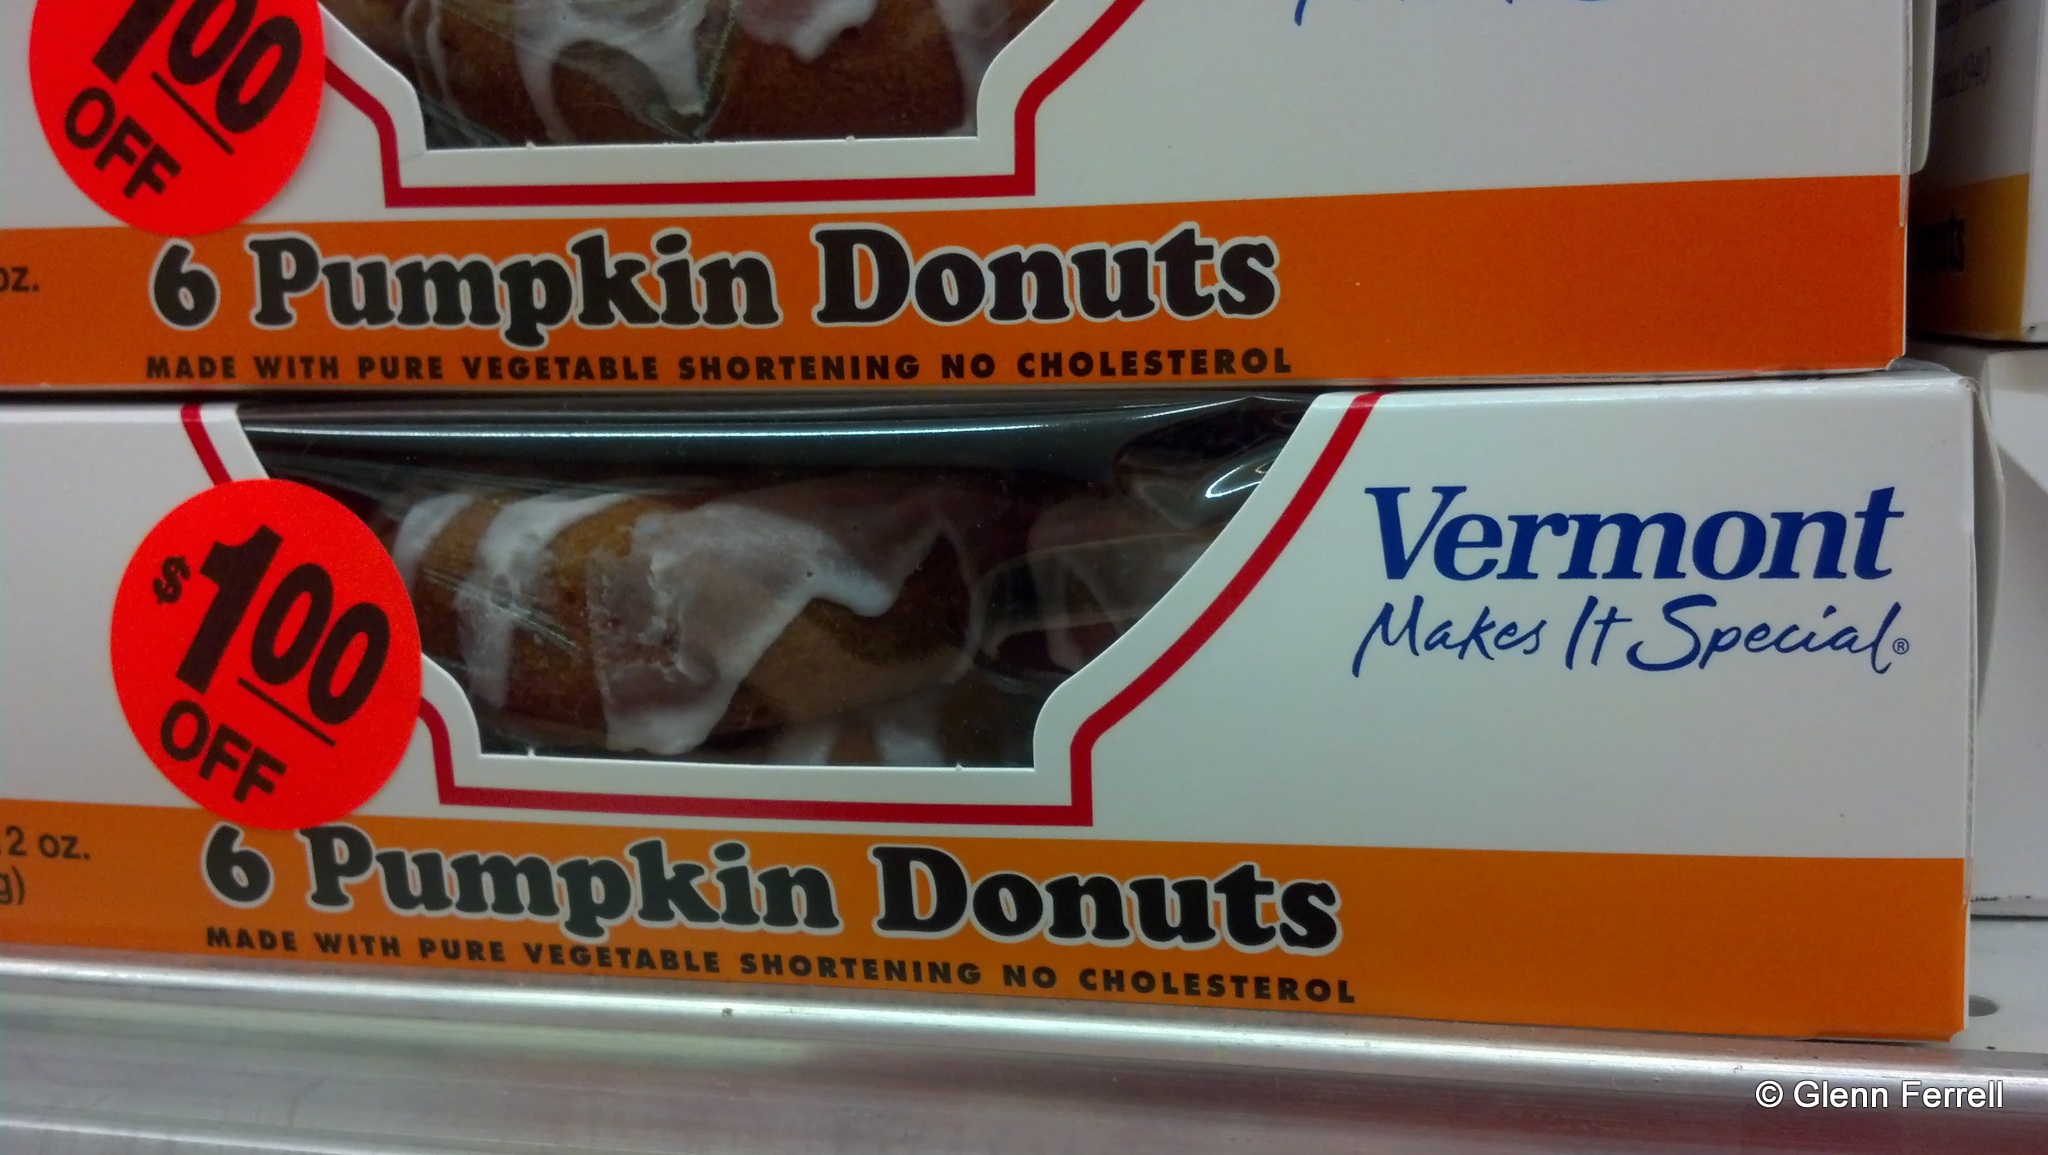 1.00
OFF
oz.
6 Pumpkin Donuts
MADE WITH PURE VEGETABLE SHORTENING NO CHOLESTEROL
$1.00
OFF
Vermont
Makes It Special®
2 oz.
g)
6 Pumpkin Donuts
MADE WITH PURE VEGETABLE SHORTENING NO CHOLESTEROL
© Glenn Ferrell